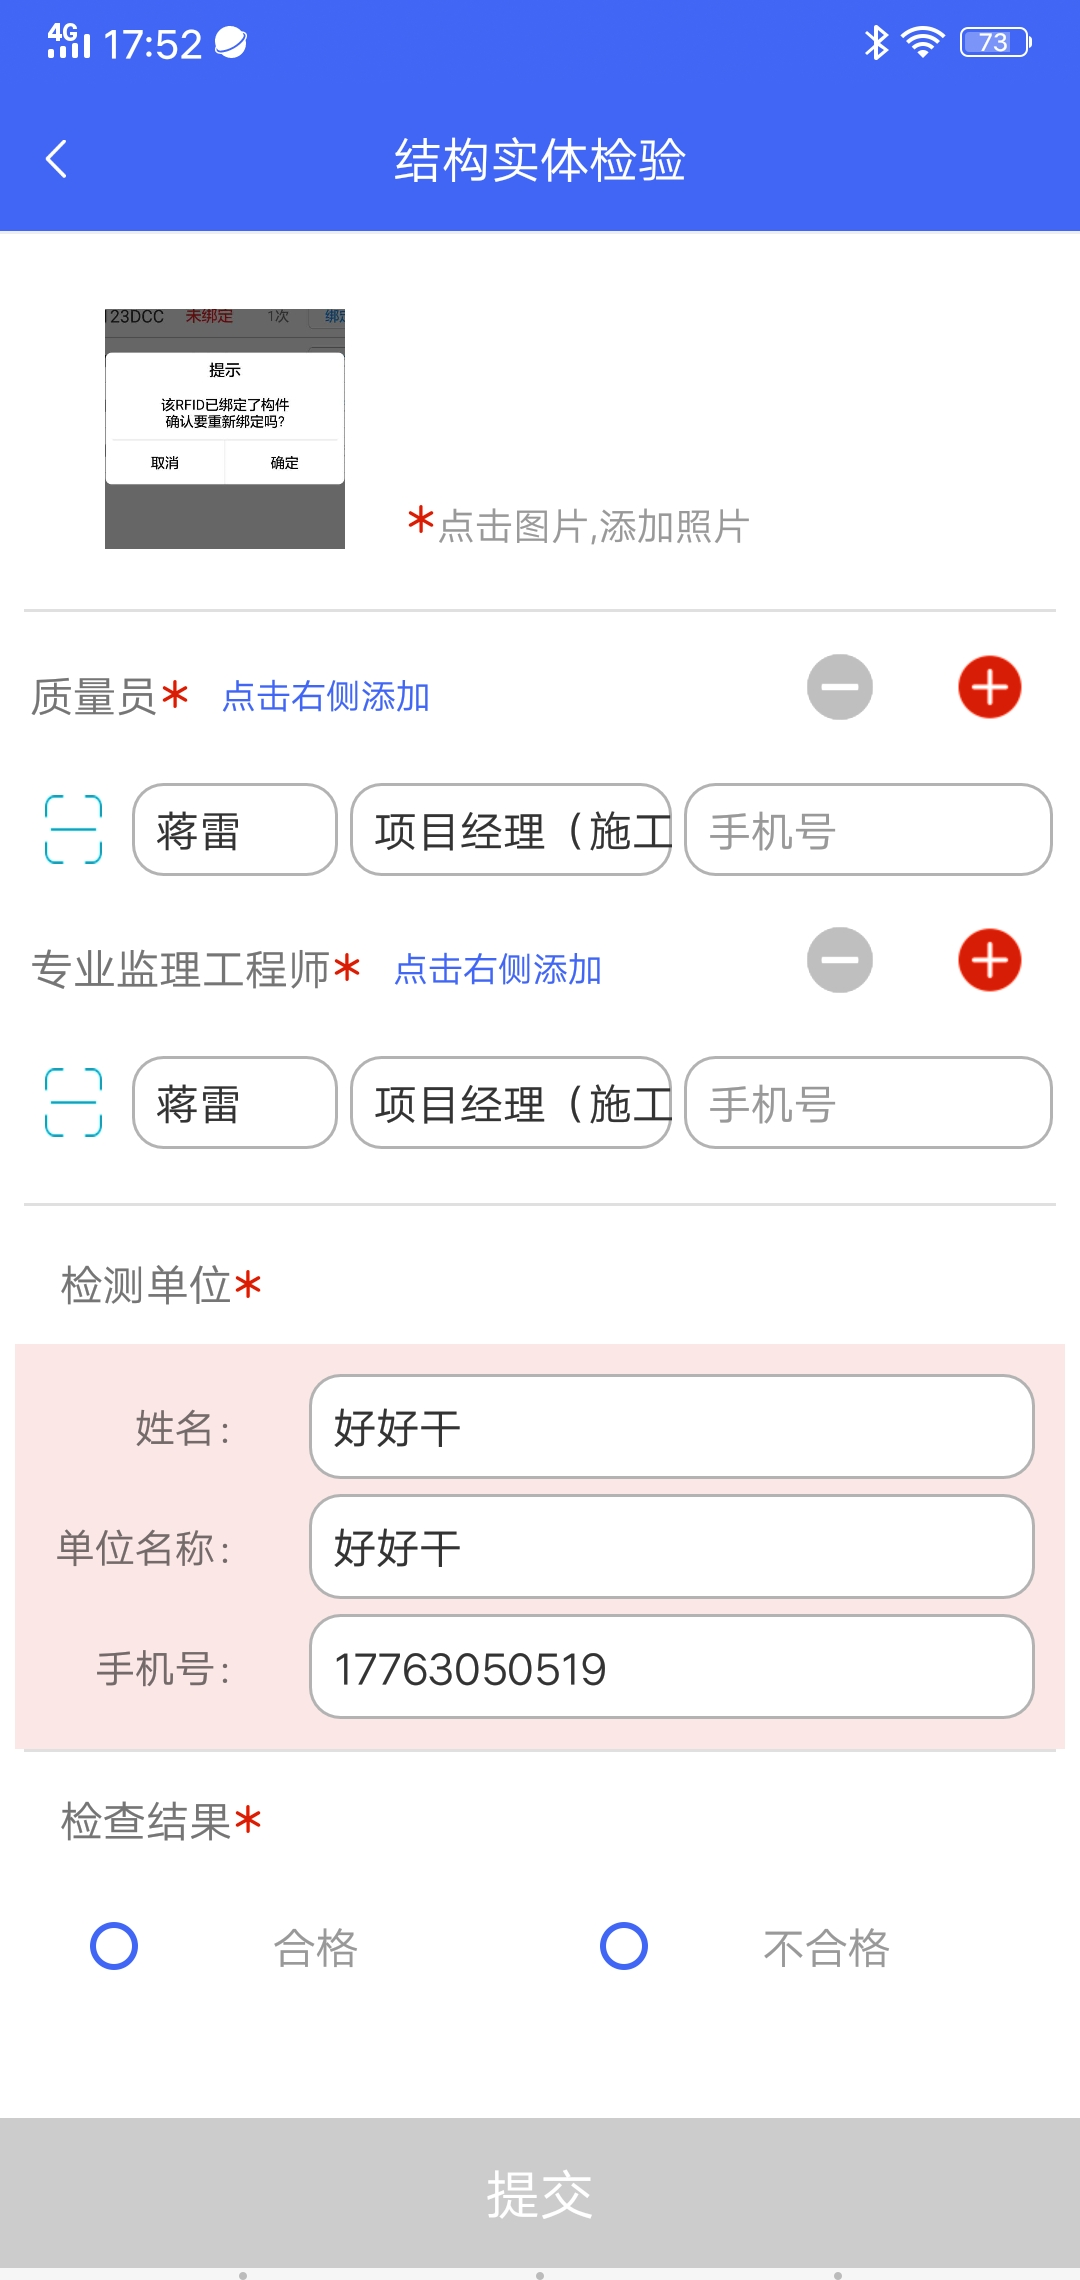 4G 17:52 73
结构实体检验
123DCC 未绑定 1次
提示
该RFID已绑定了构件
确认要重新绑定吗?
取消 确定
*点击图片,添加照片
质量员* 点击右侧添加
蒋雷 项目经理（施工 手机号
专业监理工程师* 点击右侧添加
蒋雷 项目经理（施工 手机号
检测单位*
姓名: 好好干
单位名称: 好好干
手机号: 17763050519
检查结果*
合格 不合格
提交